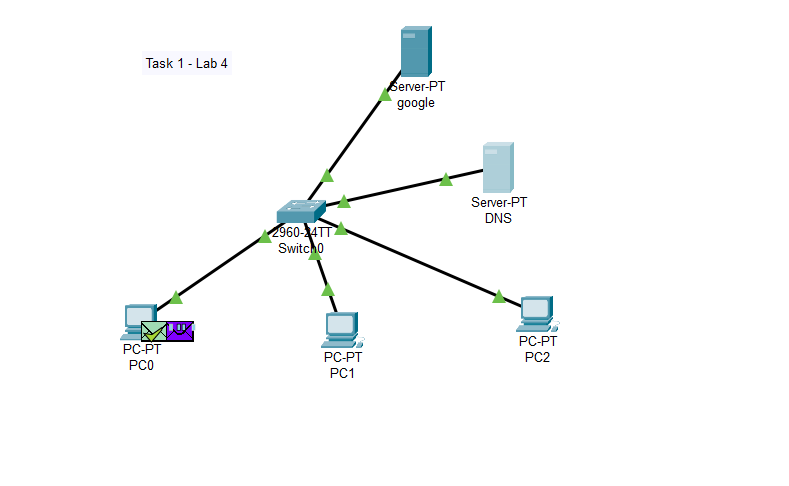 Task 1 - Lab 4
Server-PT
google
Server-PT
DNS
2960-24TT
Switch0
PC-PT
PC0
PC-PT
PC1
PC-PT
PC2